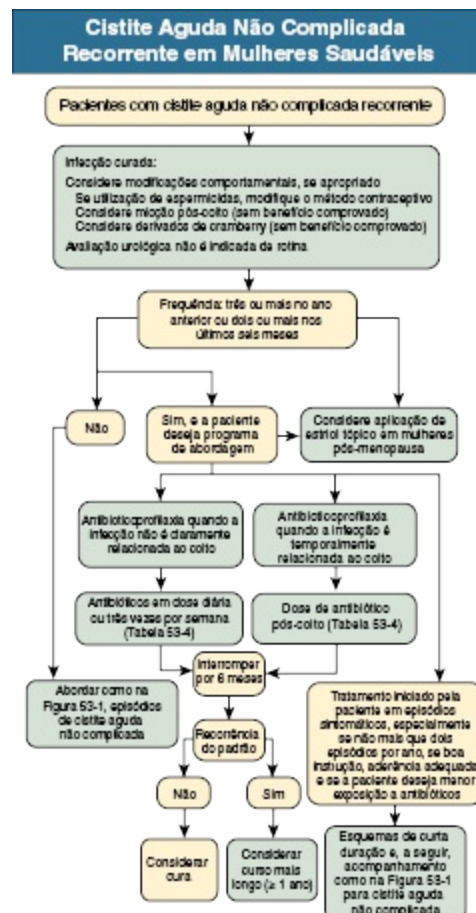 Cistite Aguda Não Complicada
Recorrente em Mulheres Saudáveis
Pacientes com cistite aguda não complicada recorrente
Infecção curada:
Considere modificações comportamentais, se apropriado
Se utilização de espermicidas, modifique o método contraceptivo
Considere micção pós-coito (sem benefício comprovado)
Considere derivados de cramberry (sem benefício comprovado)
Avaliação urológica não é indicada de rotina
Frequência: três ou mais no ano
anterior ou dois ou mais nos
últimos seis meses
Não
Sim, e a paciente
deseja programa
de abordagem
Considere aplicação de
estriol tópico em mulheres
pós-menopausa
Antibioticoprofilaxia quando a
infecção não é claramente
relacionada ao coito
Antibioticoprofilaxia
quando a infecção é
temporalmente
relacionada ao coito
Antibióticos em dose diária
ou três vezes por semana
(Tabela 53-4)
Dose de antibiótico
pós-coito (Tabela 53-4)
Interromper
por 6 meses
Abordar como na
Figura 53-1, episódios
de cistite aguda
não complicada
Recorrência
do padrão
Tratamento iniciado pela
paciente em episódios
sintomáticos, especialmente
se não mais que dois
episódios por ano, se boa
instrução, aderência adequada
e se a paciente deseja menor
exposição a antibióticos
Não
Sim
Considerar
cura
Considerar
curso mais
longo (≥ 1 ano)
Esquemas de curta
duração e, a seguir,
acompanhamento
como na Figura 53-1
para cistite aguda
não complicada